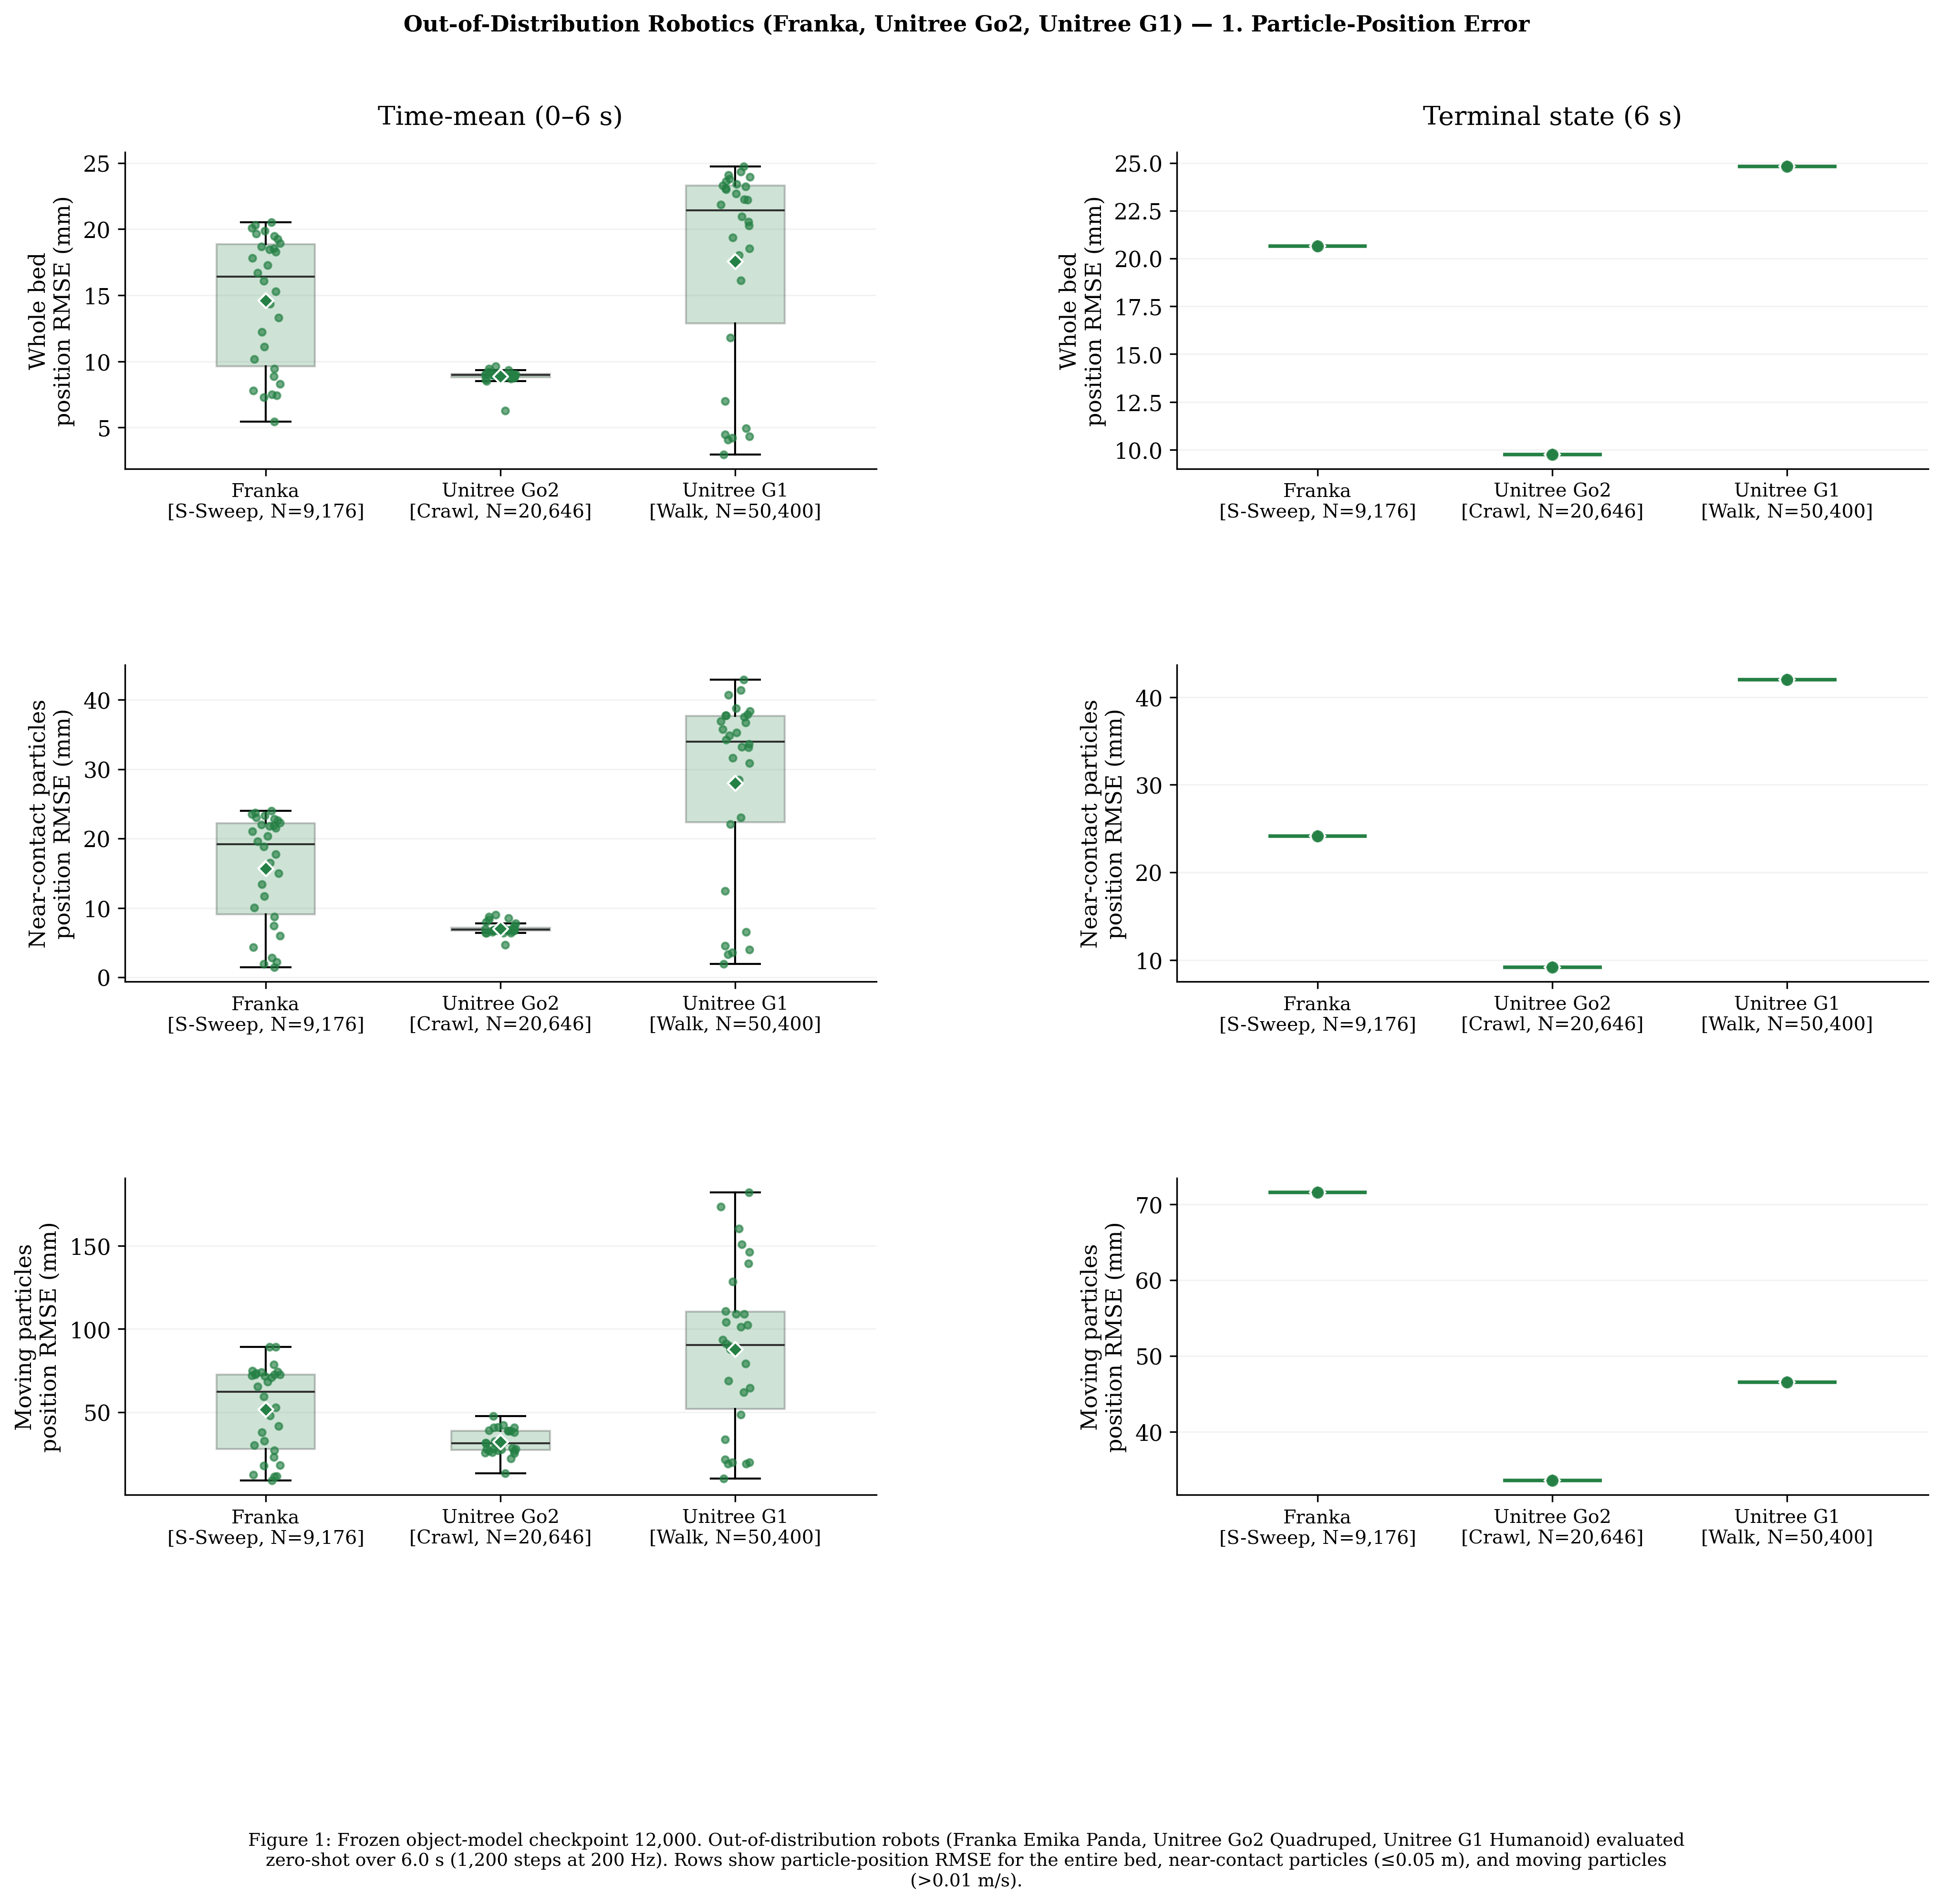 Out-of-Distribution Robotics (Franka, Unitree Go2, Unitree G1) — 1. Particle-Position Error
Time-mean (0–6 s)
Terminal state (6 s)
Whole bed
position RMSE (mm)
25
20
15
10
5
Franka
[S-Sweep, N=9,176]
Unitree Go2
[Crawl, N=20,646]
Unitree G1
[Walk, N=50,400]
Whole bed
position RMSE (mm)
25.0
22.5
20.0
17.5
15.0
12.5
10.0
Franka
[S-Sweep, N=9,176]
Unitree Go2
[Crawl, N=20,646]
Unitree G1
[Walk, N=50,400]
Near-contact particles
position RMSE (mm)
40
30
20
10
0
Franka
[S-Sweep, N=9,176]
Unitree Go2
[Crawl, N=20,646]
Unitree G1
[Walk, N=50,400]
Near-contact particles
position RMSE (mm)
40
30
20
10
Franka
[S-Sweep, N=9,176]
Unitree Go2
[Crawl, N=20,646]
Unitree G1
[Walk, N=50,400]
Moving particles
position RMSE (mm)
150
100
50
Franka
[S-Sweep, N=9,176]
Unitree Go2
[Crawl, N=20,646]
Unitree G1
[Walk, N=50,400]
Moving particles
position RMSE (mm)
70
60
50
40
Franka
[S-Sweep, N=9,176]
Unitree Go2
[Crawl, N=20,646]
Unitree G1
[Walk, N=50,400]
Figure 1: Frozen object-model checkpoint 12,000. Out-of-distribution robots (Franka Emika Panda, Unitree Go2 Quadruped, Unitree G1 Humanoid) evaluated
zero-shot over 6.0 s (1,200 steps at 200 Hz). Rows show particle-position RMSE for the entire bed, near-contact particles (≤0.05 m), and moving particles
(>0.01 m/s).